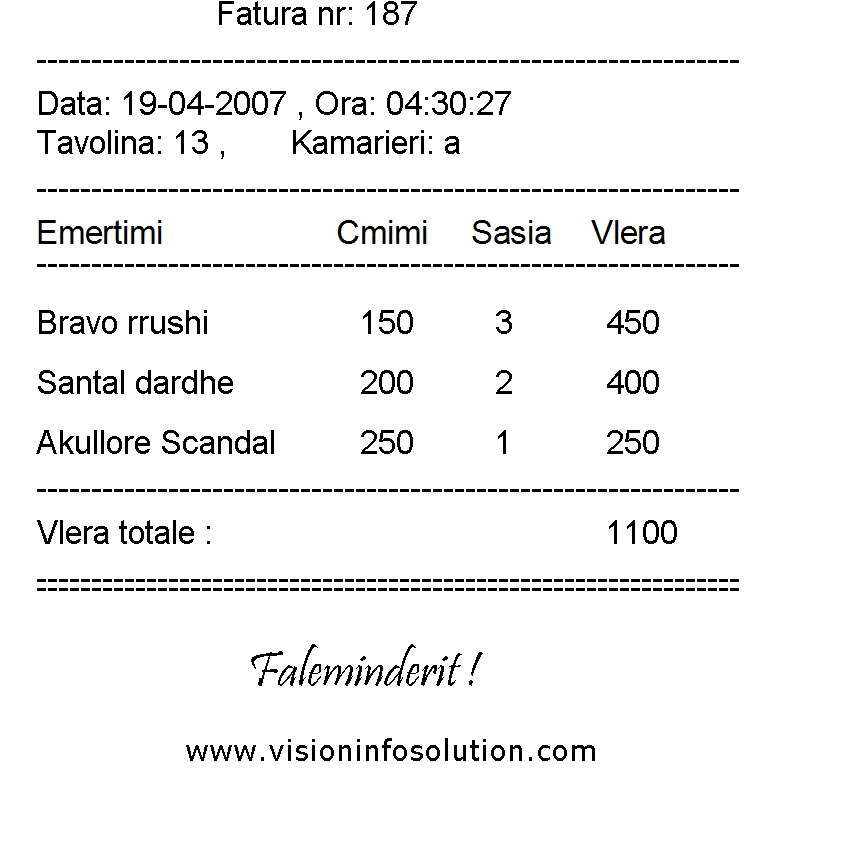 Fatura nr: 187
----------------------------------------------------------------
Data: 19-04-2007 , Ora: 04:30:27
Tavolina: 13 , Kamarieri: a
----------------------------------------------------------------
Emertimi Cmimi Sasia Vlera
----------------------------------------------------------------
Bravo rrushi 150 3 450
Santal dardhe 200 2 400
Akullore Scandal 250 1 250
----------------------------------------------------------------
Vlera totale : 1100
================================================================
Faleminderit !
www.visioninfosolution.com